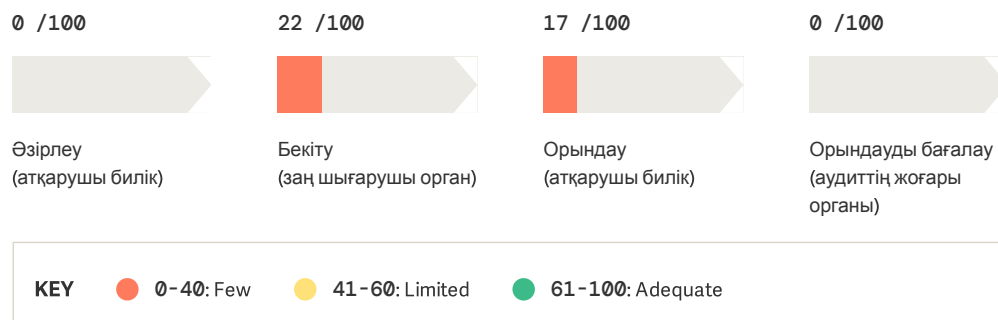 0 /100
22 /100
17 /100
0 /100
Әзірлеу
(атқарушы билік)
Бекіту
(заң шығарушы орган)
Орындау
(атқарушы билік)
Орындауды бағалау
(аудиттің жоғары
органы)
KEY
0-40: Few
41-60: Limited
61-100: Adequate